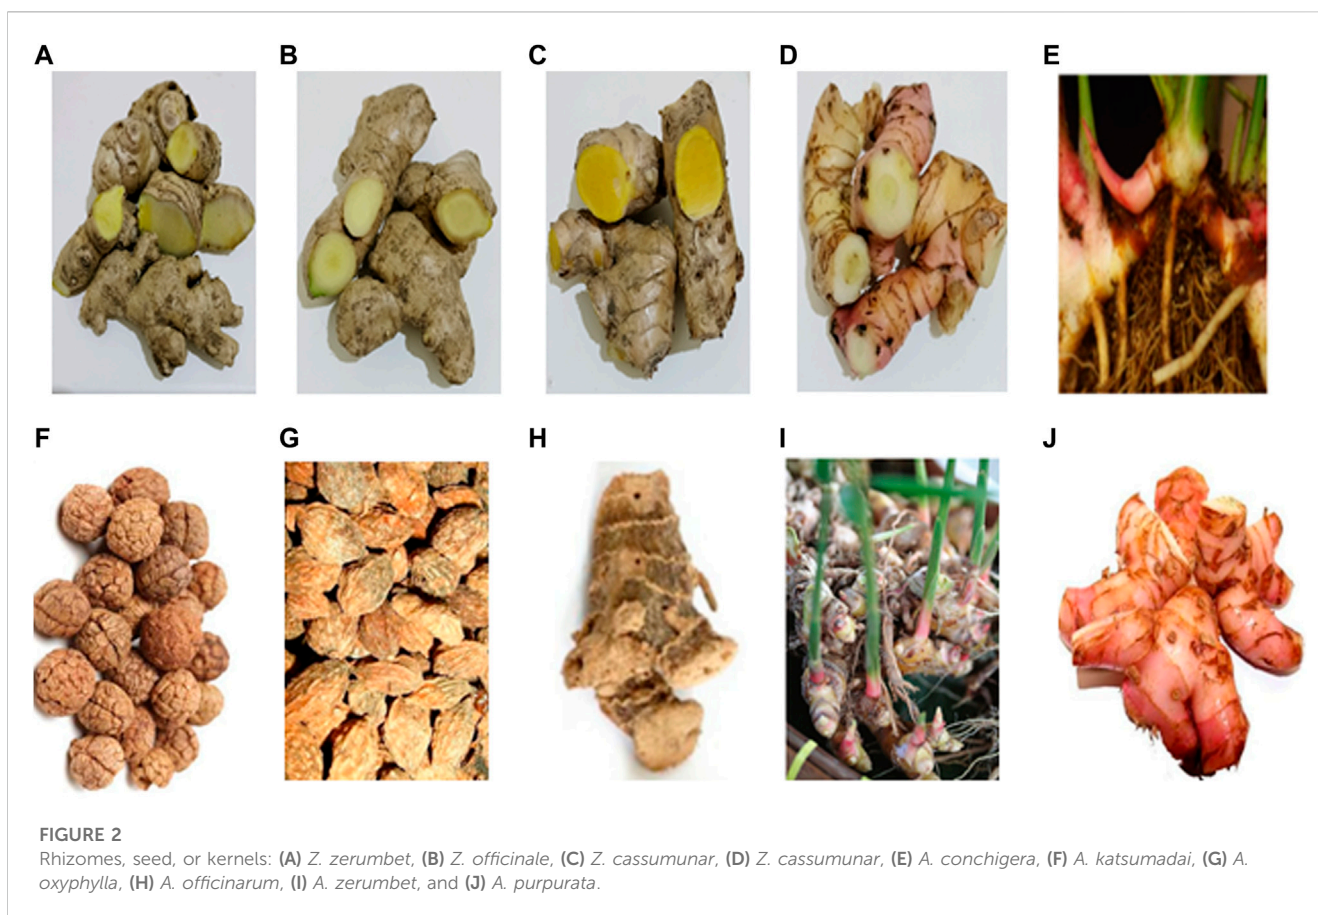 A B C D E
F G H I J
FIGURE 2
Rhizomes, seed, or kernels: (A) Z. zerumbet, (B) Z. officinale, (C) Z. cassumunar, (D) Z. cassumunar, (E) A. conchigera, (F) A. katsumadai, (G) A.
oxyphylla, (H) A. officinarum, (I) A. zerumbet, and (J) A. purpurata.